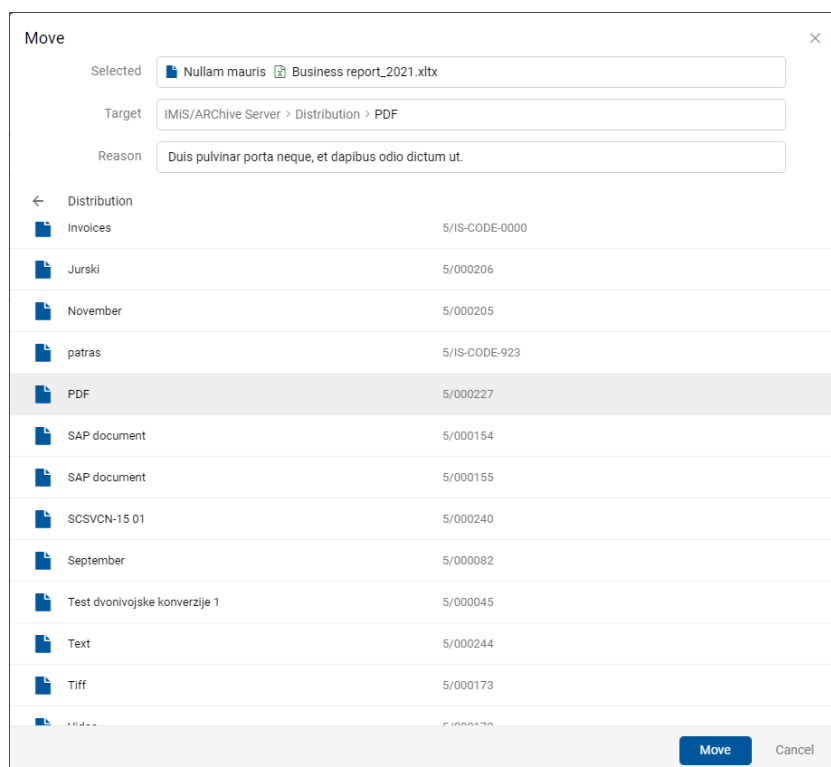 Move
Selected Nullam mauris Business report_2021.xltx
Target IMiS/ARChive Server > Distribution > PDF
Reason Duis pulvinar porta neque, et dapibus odio dictum ut.
Distribution
Invoices 5/IS-CODE-0000
Jurski 5/000206
November 5/000205
patras 5/IS-CODE-923
PDF 5/000227
SAP document 5/000154
SAP document 5/000155
SCSVCN-15 01 5/000240
September 5/000082
Test dvonivojske konverzije 1 5/000045
Text 5/000244
Tiff 5/000173
Video
Move Cancel